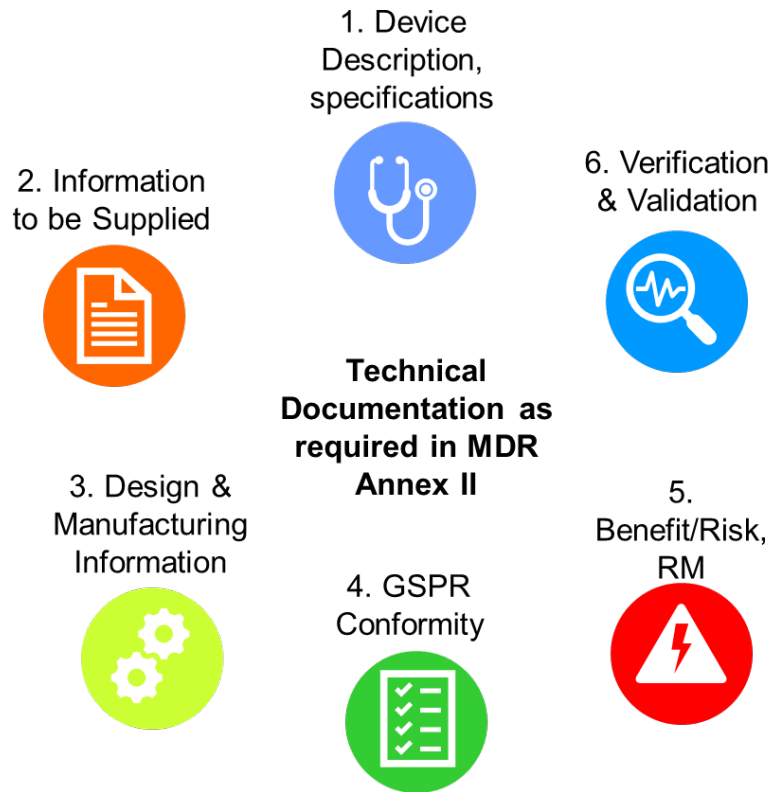 1. Device
Description,
specifications
2. Information
to be Supplied
6. Verification
& Validation
Technical
Documentation as
required in MDR
Annex II
3. Design &
Manufacturing
Information
4. GSPR
Conformity
5.
Benefit/Risk,
RM